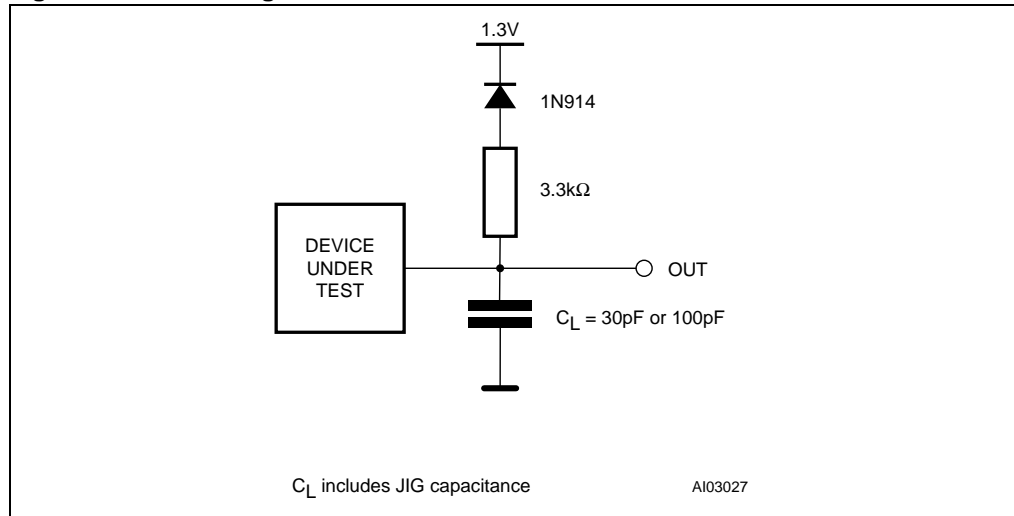 1.3V
1N914
3.3kΩ
DEVICE
UNDER
TEST
OUT
CL = 30pF or 100pF
CL includes JIG capacitance
AI03027